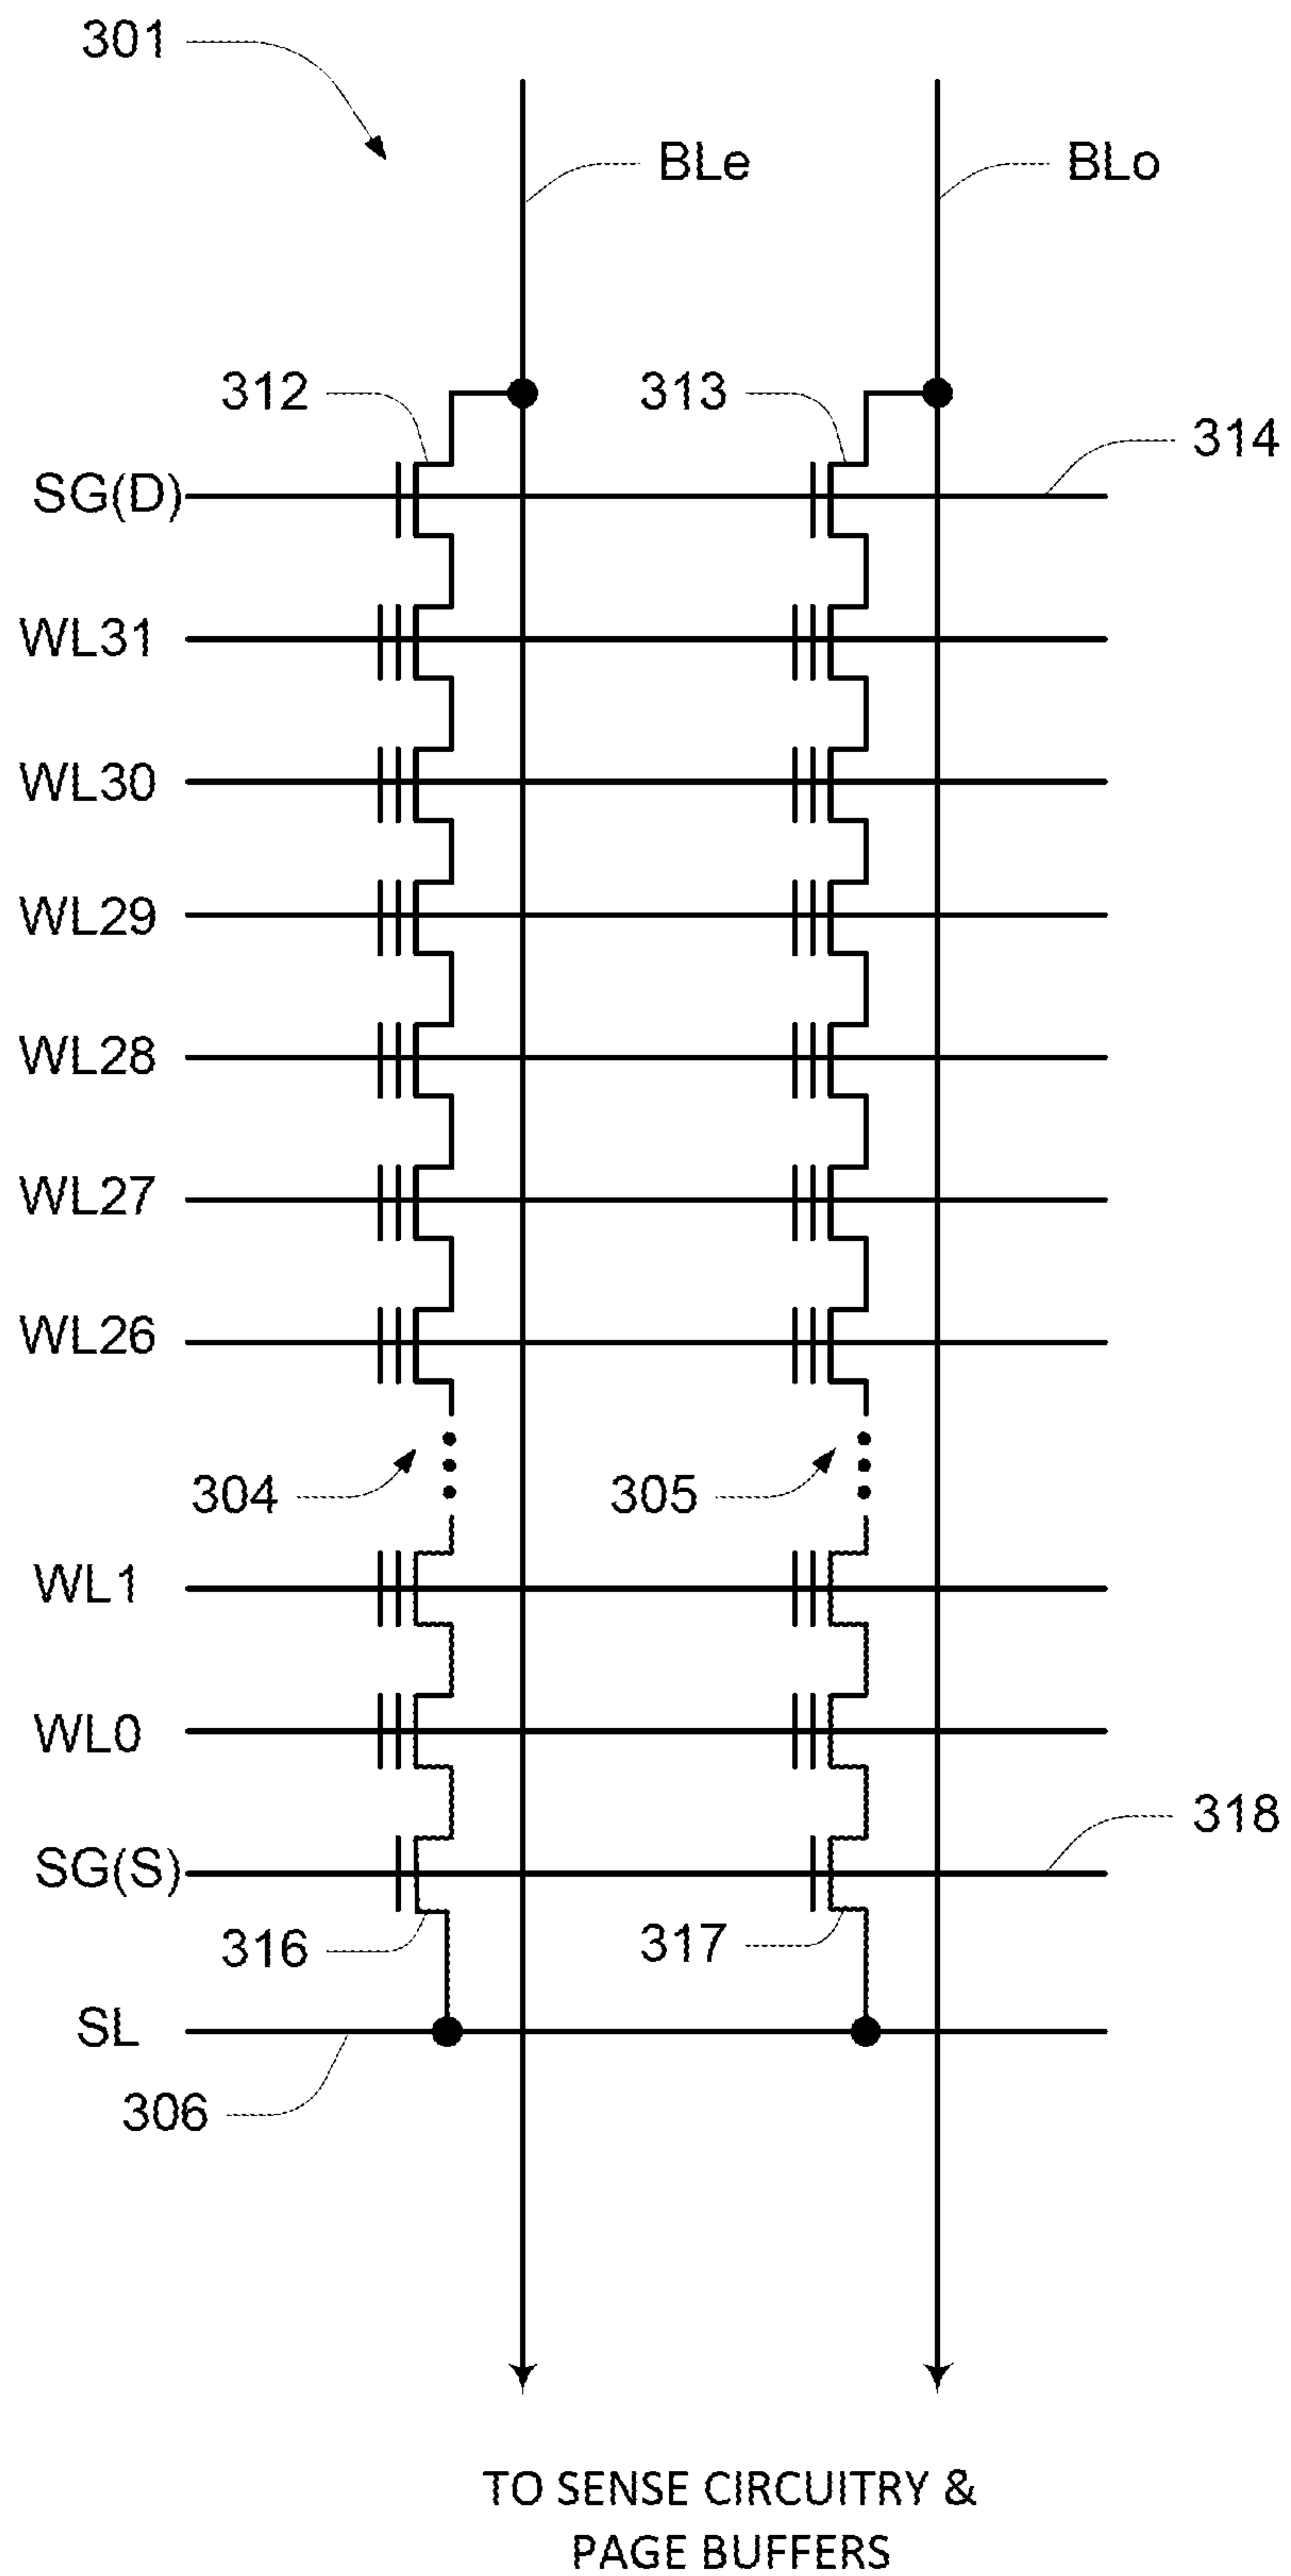 301
BLe
BLo
312
313
314
SG(D)
WL31
WL30
WL29
WL28
WL27
WL26
304
305
WL1
WL0
318
SG(S)
316
317
SL
306
TO SENSE CIRCUITRY &
PAGE BUFFERS